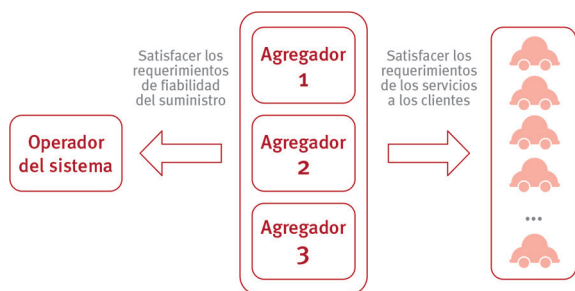 Operador
del sistema
Satisfacer los
requerimientos
de fiabilidad
del suministro
Agregador
1
Agregador
2
Agregador
3
Satisfacer los
requerimientos
de los servicios
a los clientes
...